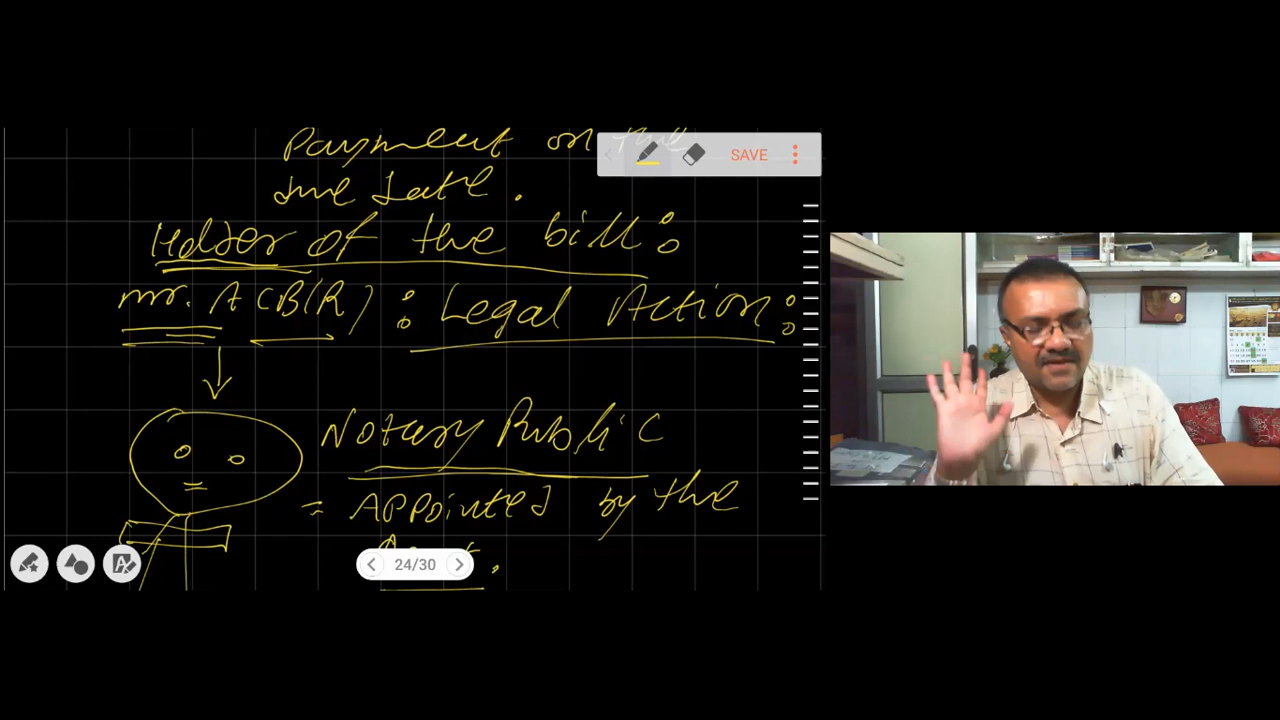 Payment on the
due date.
Holder of the bill:
mr. A (B/R) : Legal Action:
Notary Public
= Appointed by the
SAVE
24/30